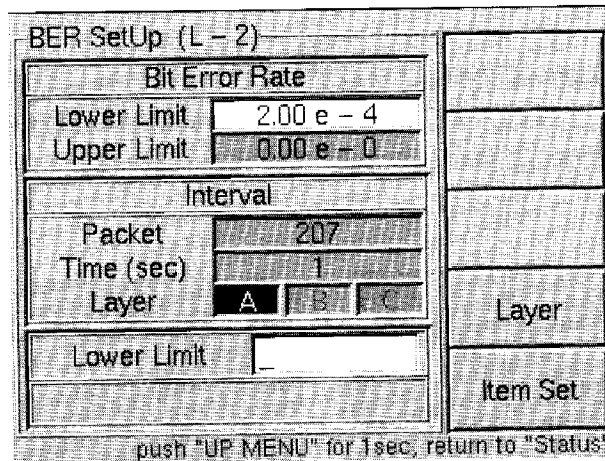 BER SetUp (L – 2)
Bit Error Rate
Lower Limit 2.00 e – 4
Upper Limit 0.00 e – 0
Interval
Packet 207
Time (sec) 1
Layer A B C
Layer
Lower Limit _
Item Set
push "UP MENU" for 1sec, return to "Status"